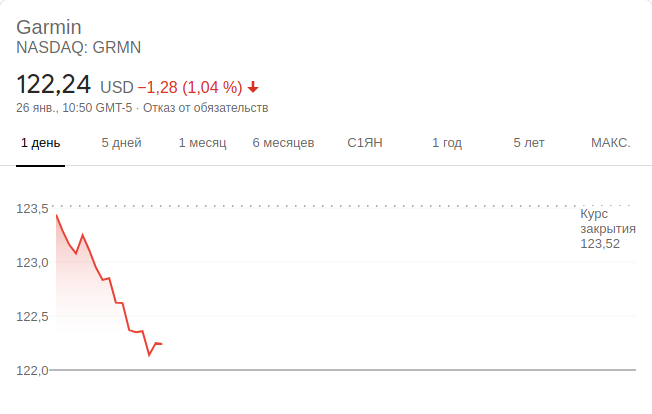 Garmin
NASDAQ: GRMN
122,24 USD −1,28 (1,04 %)
26 янв., 10:50 GMT-5 · Отказ от обязательств
1 день 5 дней 1 месяц 6 месяцев С1ЯН 1 год 5 лет МАКС.
123,5
Курс
закрытия
123,52
123,0
122,5
122,0